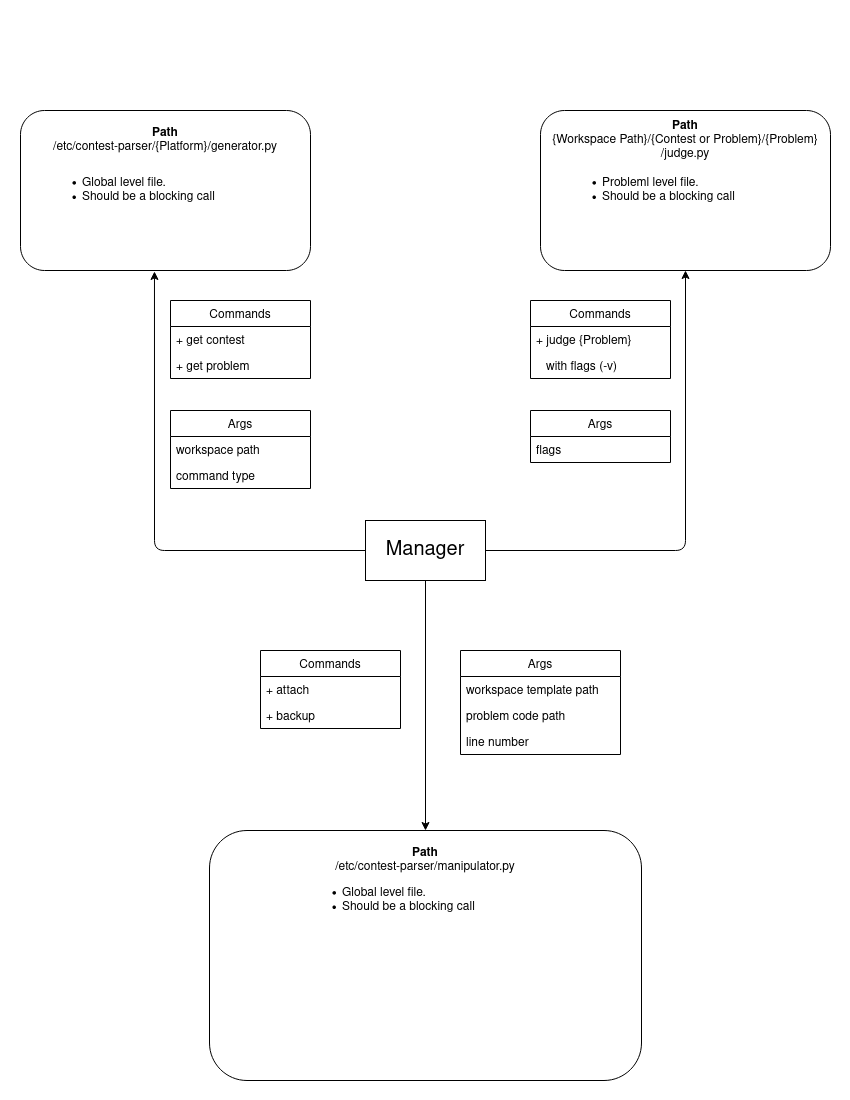 Path
/etc/contest-parser/{Platform}/generator.py
• Global level file.
• Should be a blocking call
Path
{Workspace Path}/{Contest or Problem}/{Problem}
/judge.py
• Probleml level file.
• Should be a blocking call
Commands
+ get contest
+ get problem
Args
workspace path
command type
Commands
+ judge {Problem}
with flags (-v)
Args
flags
Manager
Commands
+ attach
+ backup
Args
workspace template path
problem code path
line number
Path
/etc/contest-parser/manipulator.py
• Global level file.
• Should be a blocking call